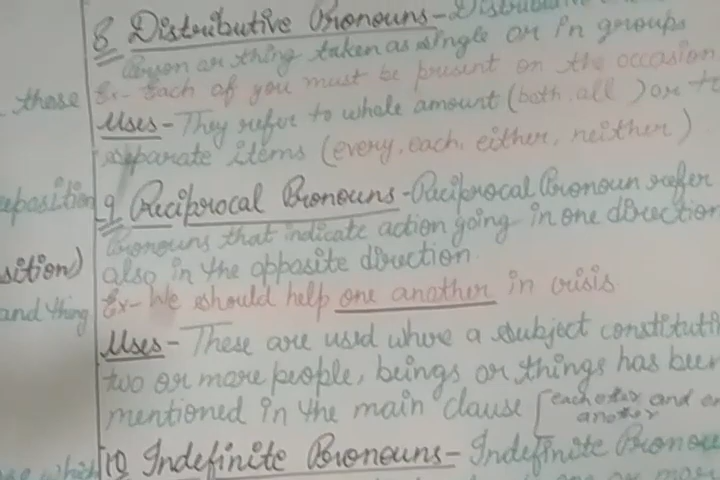 8 Distributive Pronouns - Distributive
Person or thing taken as single or in groups
those Ex - Each of you must be present on the occasion
Uses - They refer to whole amount (both, all) or t
separate items (every, each, either, neither)
eposition 9 Reciprocal Pronouns - Reciprocal Pronoun refer
Pronouns that indicate action going in one direction
sition) also in the opposite direction.
Ex - We should help one another in crisis
and thing
Uses - These are used where a subject constituti
two or more people, beings or things has been
mentioned in the main clause [each other and
another
which 10 Indefinite Pronouns - Indefinite Pronou